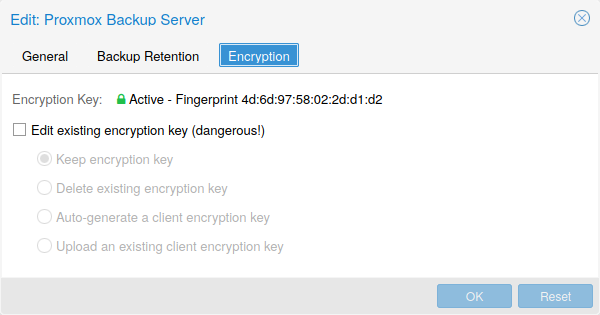 Edit: Proxmox Backup Server
General Backup Retention Encryption
Encryption Key: Active - Fingerprint 4d:6d:97:58:02:2d:d1:d2
Edit existing encryption key (dangerous!)
Keep encryption key
Delete existing encryption key
Auto-generate a client encryption key
Upload an existing client encryption key
OK Reset